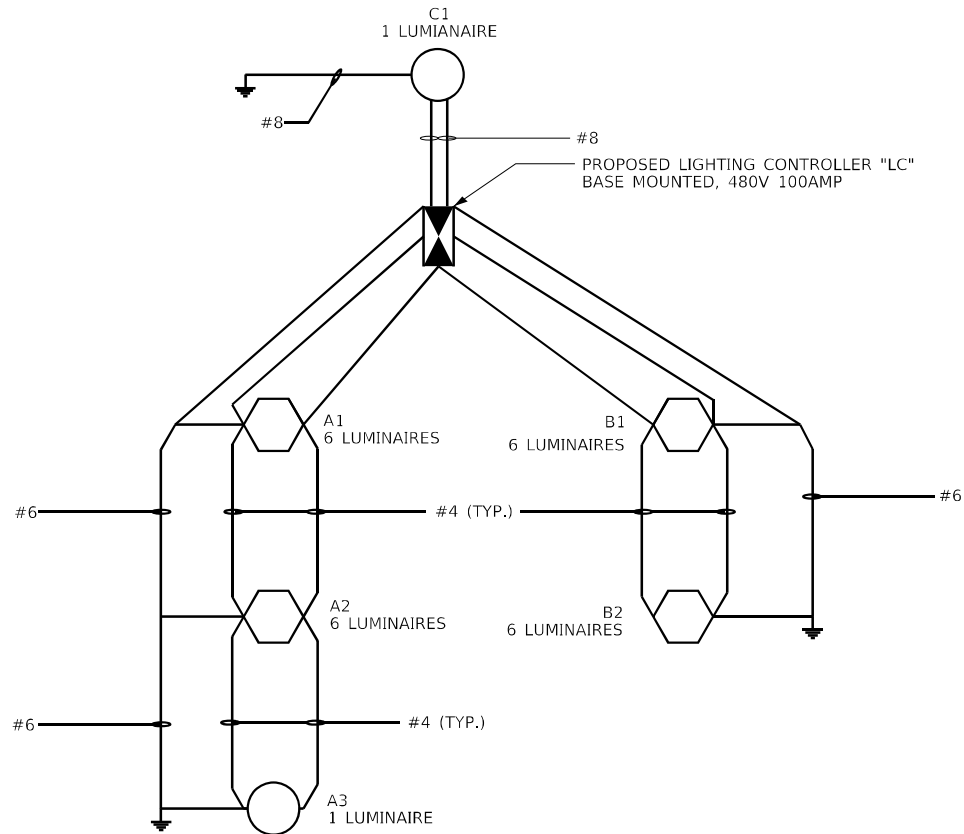 C1
1 LUMIANAIRE
#8
#8
PROPOSED LIGHTING CONTROLLER "LC"
BASE MOUNTED, 480V 100AMP
A1
6 LUMINAIRES
B1
6 LUMINAIRES
#6
#4 (TYP.)
#6
A2
6 LUMINAIRES
B2
6 LUMINAIRES
#6
#4 (TYP.)
A3
1 LUMINAIRE